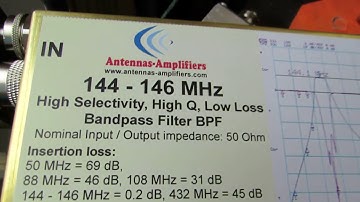 IN
Antennas-Amplifiers
www.antennas-amplifiers.com
144 - 146 MHz
High Selectivity, High Q, Low Loss
Bandpass Filter BPF
Nominal Input / Output impedance: 50 Ohm
Insertion loss:
50 MHz = 69 dB,
88 MHz = 46 dB, 108 MHz = 31 dB
144 - 146 MHz = 0.2 dB, 432 MHz = 45 dB